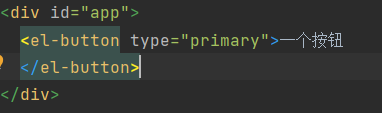 <div id="app">
<el-button type="primary">一个按钮
</el-button>
</div>